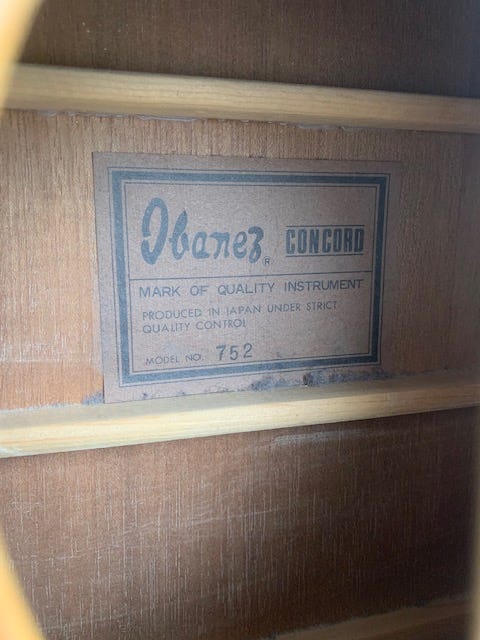 Ibanez® CONCORD
MARK OF QUALITY INSTRUMENT
PRODUCED IN JAPAN UNDER STRICT
QUALITY CONTROL
MODEL NO. 752